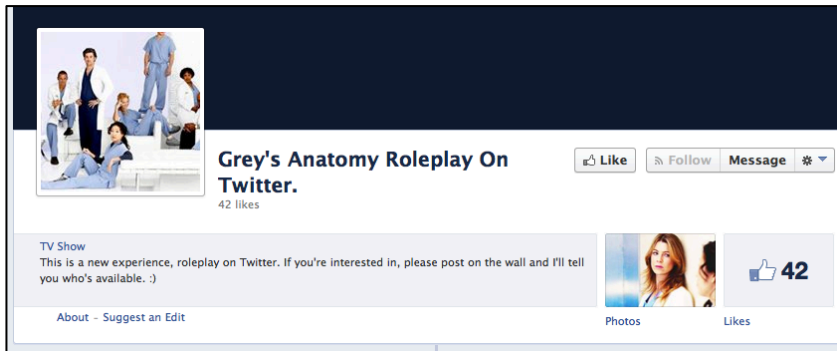 Grey's Anatomy Roleplay On
Twitter.
42 likes
Like
Follow
Message
TV Show
This is a new experience, roleplay on Twitter. If you're interested in, please post on the wall and I'll tell
you who's available. :)
About - Suggest an Edit
42
Photos
Likes